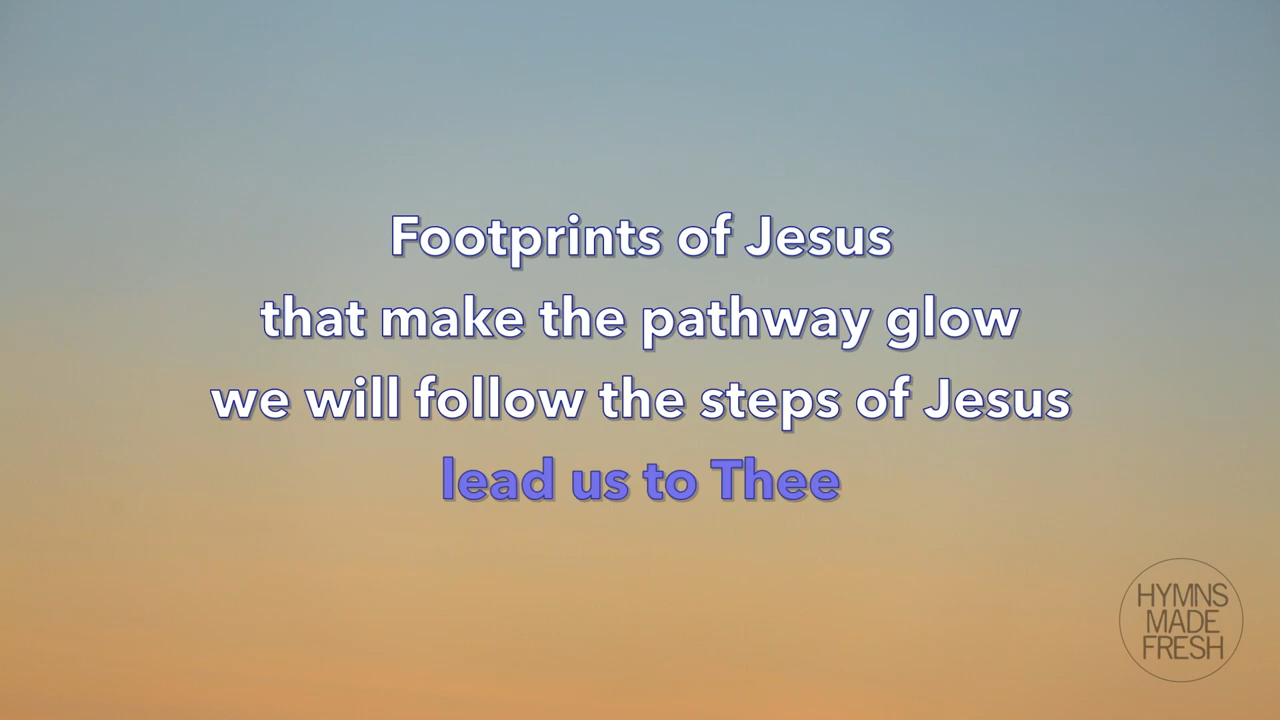 Footprints of Jesus
that make the pathway glow
we will follow the steps of Jesus
lead us to Thee
HYMNS
MADE
FRESH